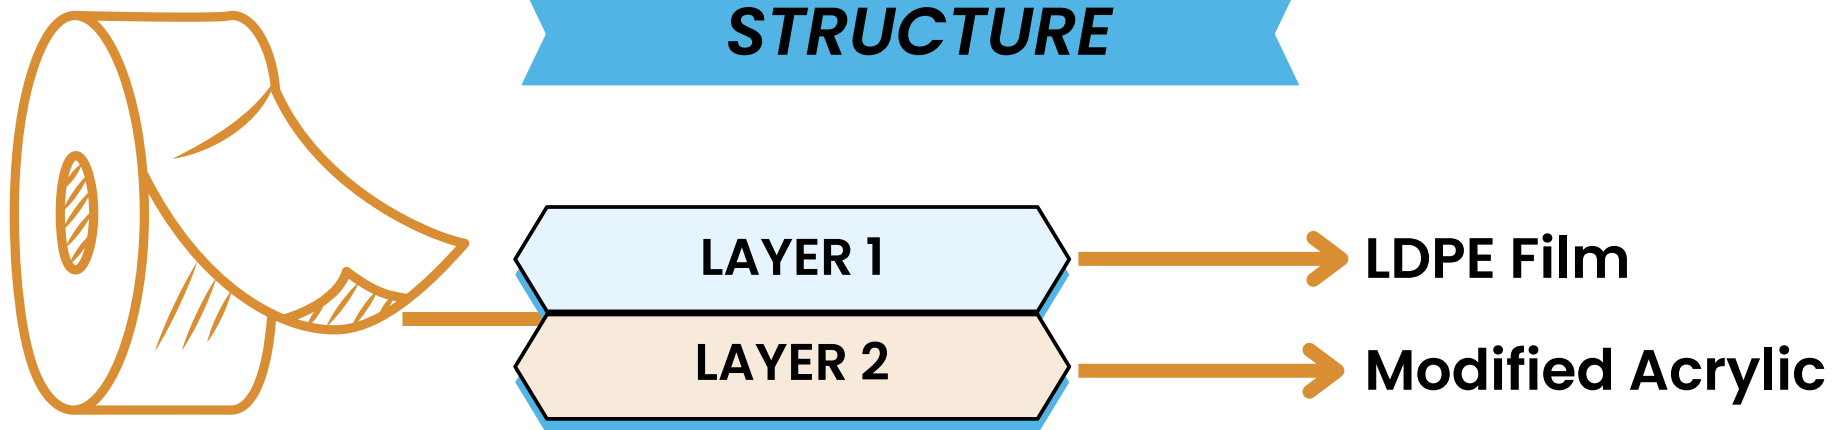 STRUCTURE
LAYER 1
LDPE Film
LAYER 2
Modified Acrylic